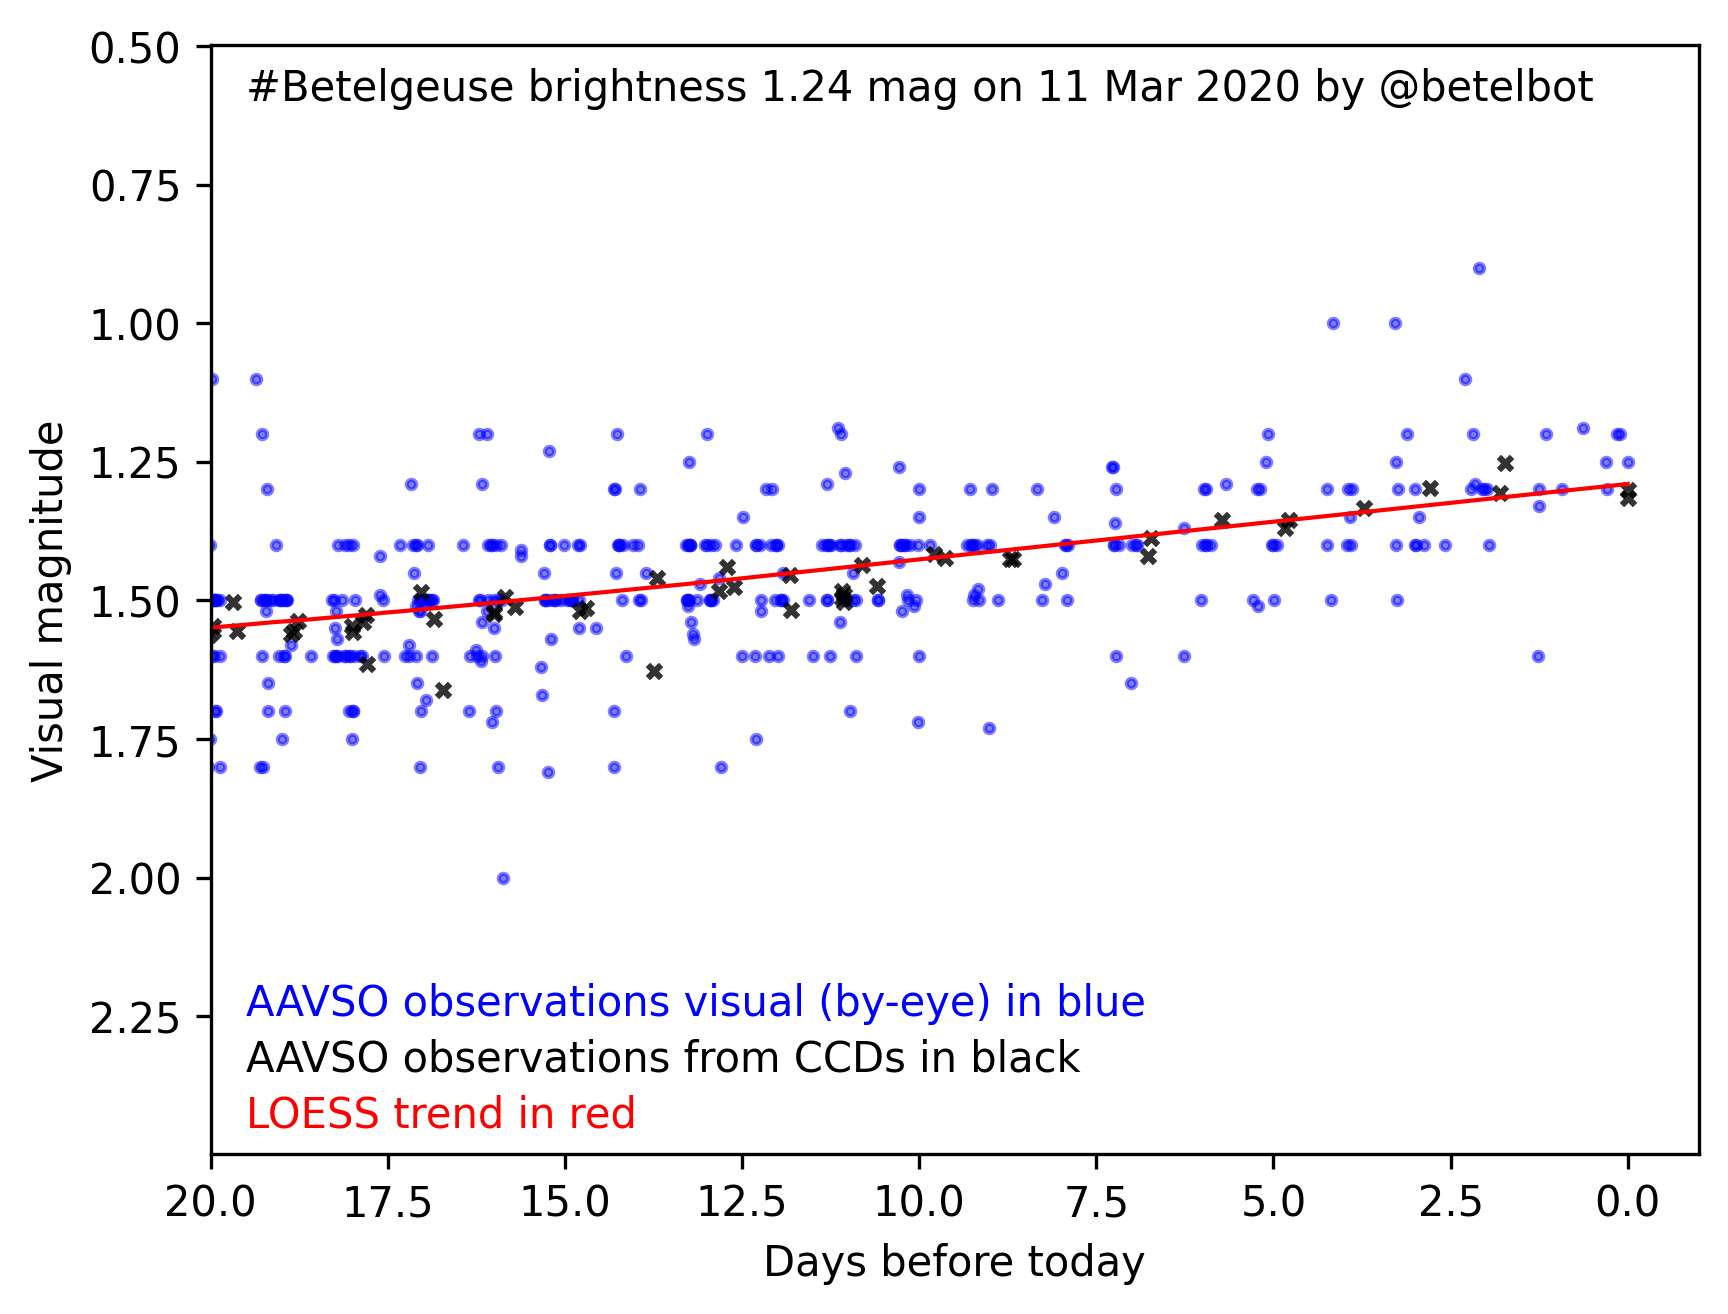 #Betelgeuse brightness 1.24 mag on 11 Mar 2020 by @betelbot
0.50
0.75
1.00
1.25
1.50
1.75
2.00
2.25
Visual magnitude
AAVSO observations visual (by-eye) in blue
AAVSO observations from CCDs in black
LOESS trend in red
20.0 17.5 15.0 12.5 10.0 7.5 5.0 2.5 0.0
Days before today